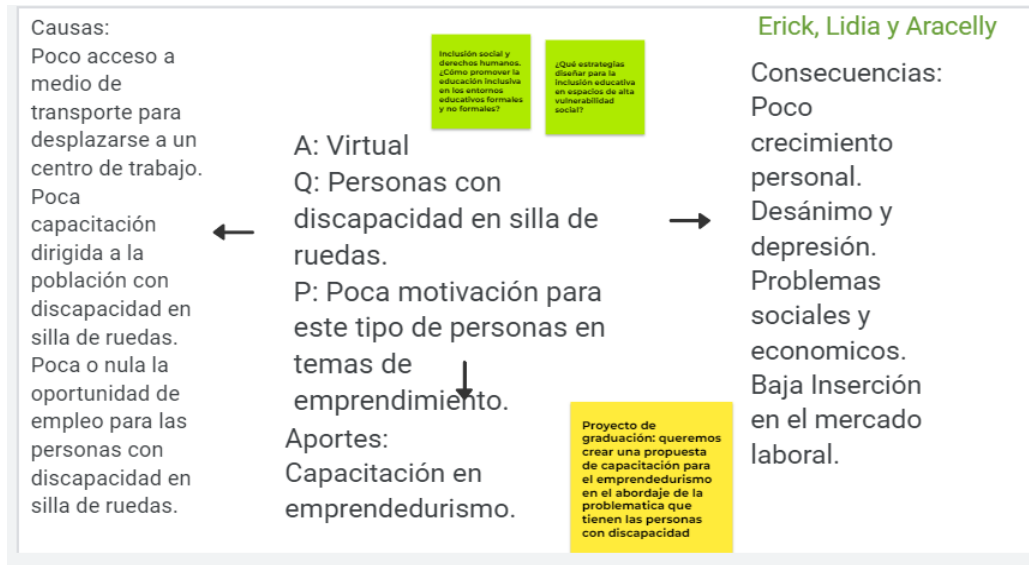 Causas:
Poco acceso a
medio de
transporte para
desplazarse a un
centro de trabajo.
Poca
capacitación
dirigida a la
población con
discapacidad en
silla de ruedas.
Poca o nula la
oportunidad de
empleo para las
personas con
discapacidad en
silla de ruedas.
Inclusión social y
derechos humanos.
¿Cómo promover la
educación inclusiva
en los entornos
educativos formales
y no formales?
¿Qué estrategias
diseñar para la
inclusión educativa
en espacios de alta
vulnerabilidad
social?
A: Virtual
Q: Personas con
discapacidad en silla de
ruedas.
P: Poca motivación para
este tipo de personas en
temas de
emprendimiento.
Aportes:
Capacitación en
emprendedurismo.
Proyecto de
graduación: queremos
crear una propuesta
de capacitación para
el emprendedurismo
en el abordaje de la
problematica que
tienen las personas
con discapacidad
Erick, Lidia y Aracelly
Consecuencias:
Poco
crecimiento
personal.
Desánimo y
depresión.
Problemas
sociales y
economicos.
Baja Inserción
en el mercado
laboral.